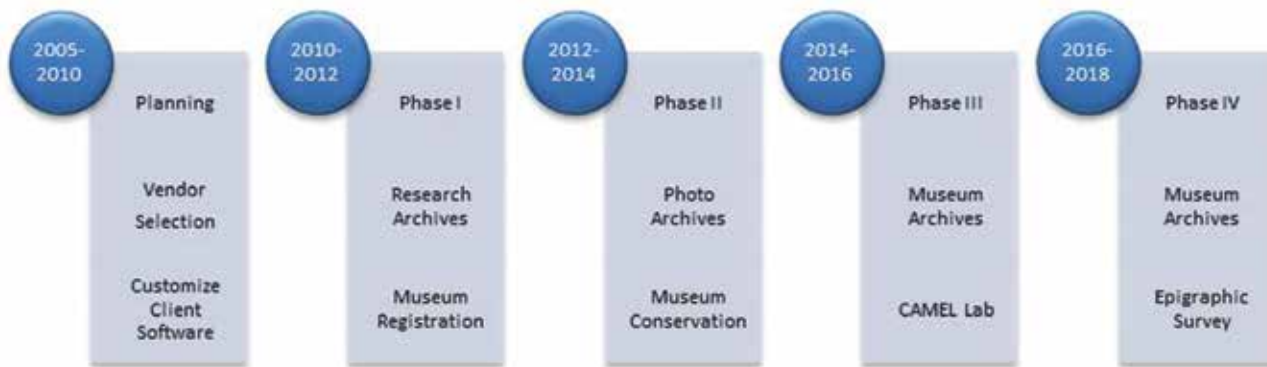 2005-
2010
Planning
Vendor
Selection
Customize
Client
Software
2010-
2012
Phase I
Research
Archives
Museum
Registration
2012-
2014
Phase II
Photo
Archives
Museum
Conservation
2014-
2016
Phase III
Museum
Archives
CAMEL Lab
2016-
2018
Phase IV
Museum
Archives
Epigraphic
Survey